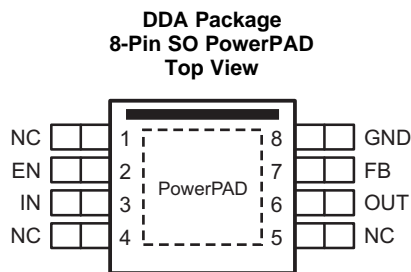 DDA Package
8-Pin SO PowerPAD
Top View
NC 1 8 GND
EN 2 7 FB
IN 3 PowerPAD 6 OUT
NC 4 5 NC